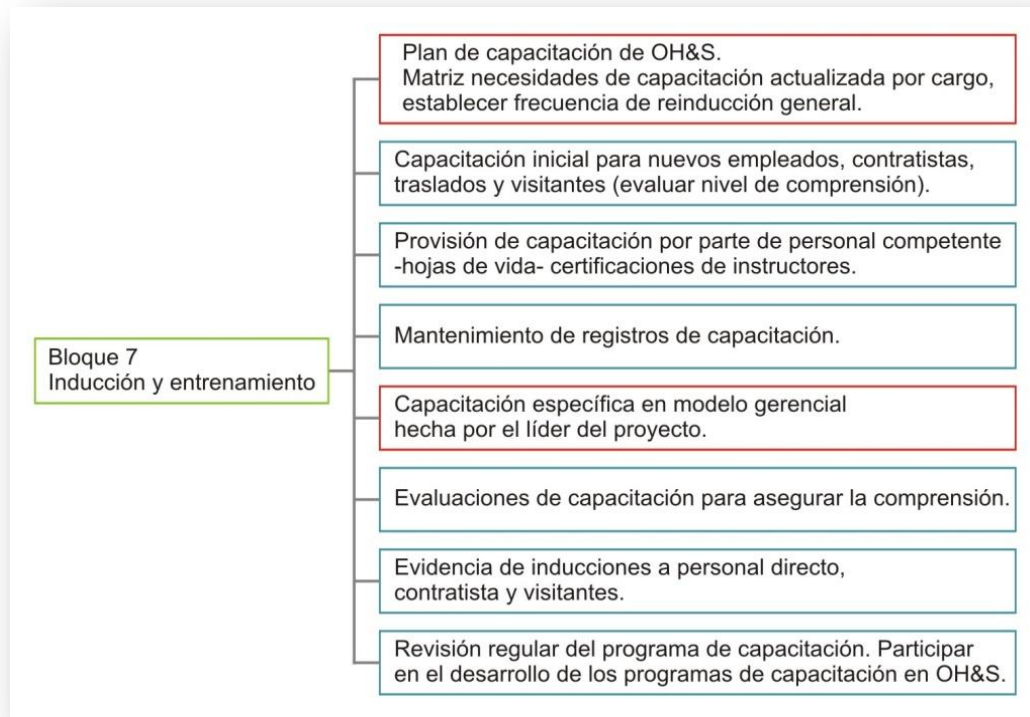 Bloque 7
Inducción y entrenamiento
Plan de capacitación de OH&S.
Matriz necesidades de capacitación actualizada por cargo,
establecer frecuencia de reinducción general.
Capacitación inicial para nuevos empleados, contratistas,
traslados y visitantes (evaluar nivel de comprensión).
Provisión de capacitación por parte de personal competente
-hojas de vida- certificaciones de instructores.
Mantenimiento de registros de capacitación.
Capacitación específica en modelo gerencial
hecha por el líder del proyecto.
Evaluaciones de capacitación para asegurar la comprensión.
Evidencia de inducciones a personal directo,
contratista y visitantes.
Revisión regular del programa de capacitación. Participar
en el desarrollo de los programas de capacitación en OH&S.